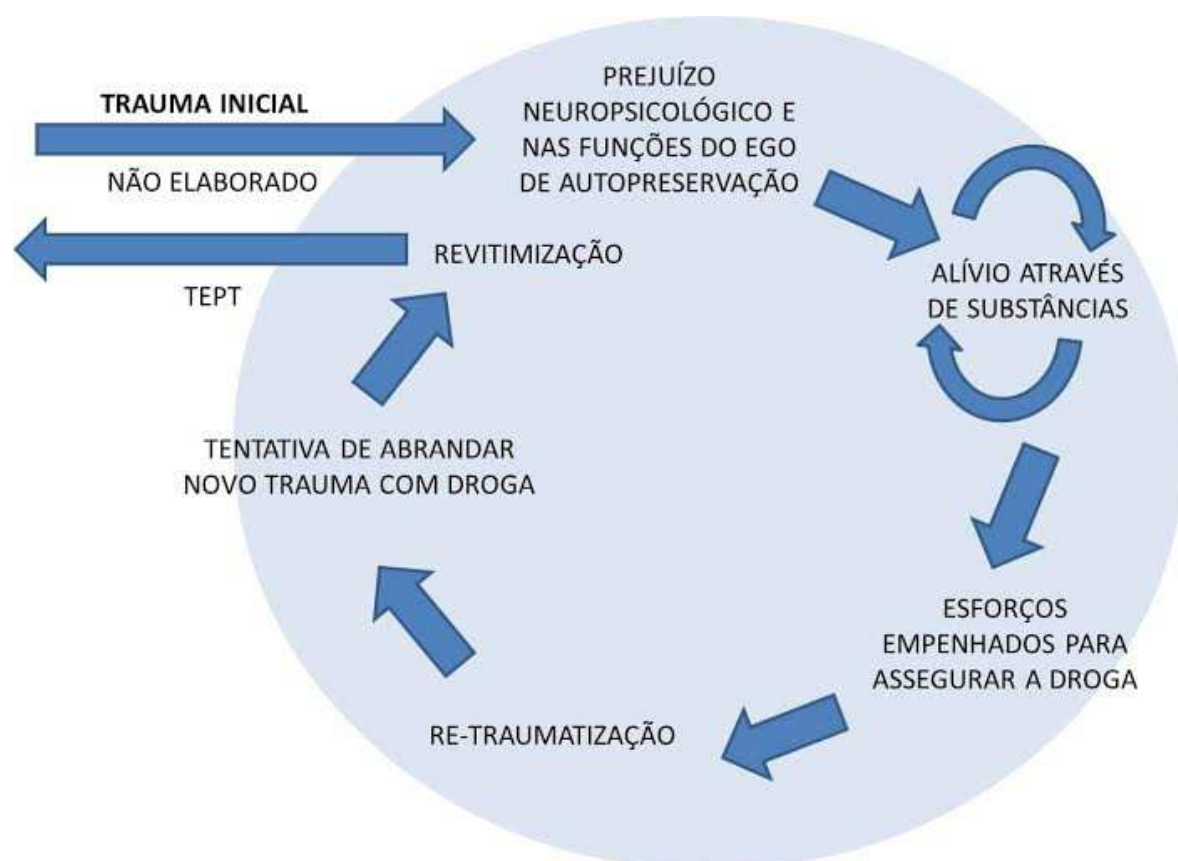 TRAUMA INICIAL
NÃO ELABORADO
PREJUÍZO
NEUROPSICOLÓGICO E
NAS FUNÇÕES DO EGO
DE AUTOPRESERVAÇÃO
ALÍVIO ATRAVÉS
DE SUBSTÂNCIAS
ESFORÇOS
EMPENHADOS PARA
ASSEGURAR A DROGA
RE-TRAUMATIZAÇÃO
TENTATIVA DE ABRANDAR
NOVO TRAUMA COM DROGA
REVITIMIZAÇÃO
TEPT